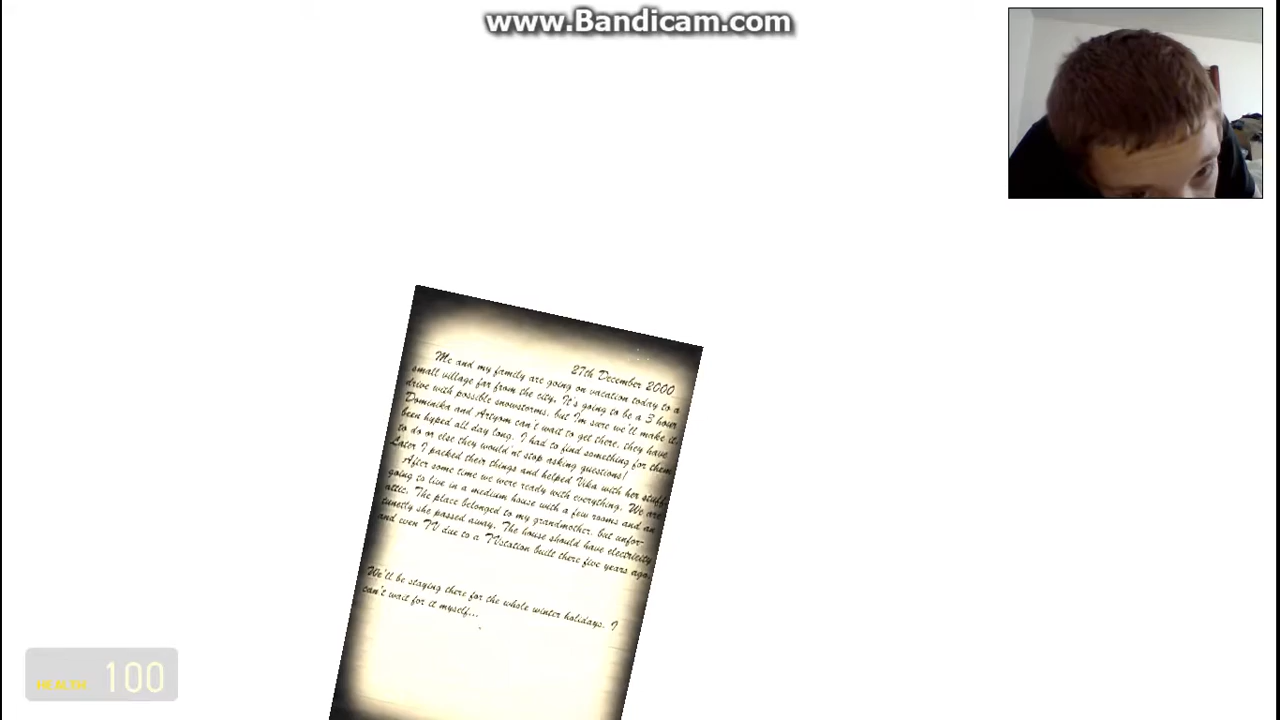 www.Bandicam.com
27th December 2000
Me and my family are going on vacation today to a
small village far from the city. It's going to be a 3 hour
drive with possible snowstorms, but I'm sure we'll make it.
Dominika and Artyom can't wait to get there, they have
been hyped all day long. I had to find something for them
to do or else they would'nt stop asking questions!
Later I packed their things and helped Vika with her stuff.
After some time we were ready with everything. We are
going to live in a medium house with a few rooms and an
attic. The place belonged to my grandmother, but unfor-
tunetly she passed away. The house should have electricity
and even TV due to a TVstation built there five years ago.
We'll be staying there for the whole winter holidays. I
can't wait for it myself...
HEALTH 100